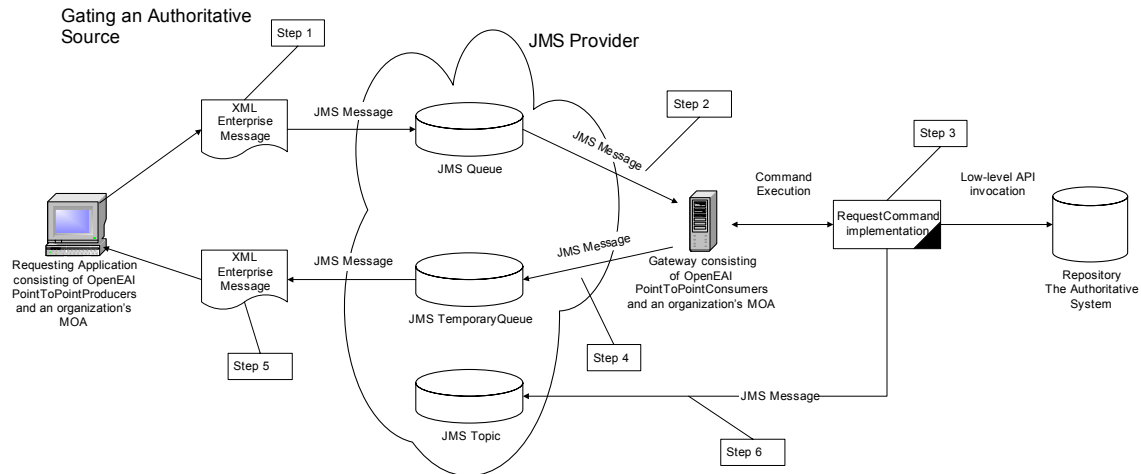 Gating an Authoritative
Source
Step 1
JMS Provider
XML
Enterprise
Message
JMS Message
JMS Queue
JMS Message
Step 2
Step 3
Command
Execution
Low-level API
invocation
RequestCommand
implementation
Requesting Application
consisting of OpenEAI
PointToPointProducers
and an organization's
MOA
XML
Enterprise
Message
JMS Message
JMS TemporaryQueue
JMS Message
Gateway consisting
of OpenEAI
PointToPointConsumers
and an organization's MOA
Repository
The Authoritative
System
Step 5
Step 4
JMS Topic
JMS Message
Step 6